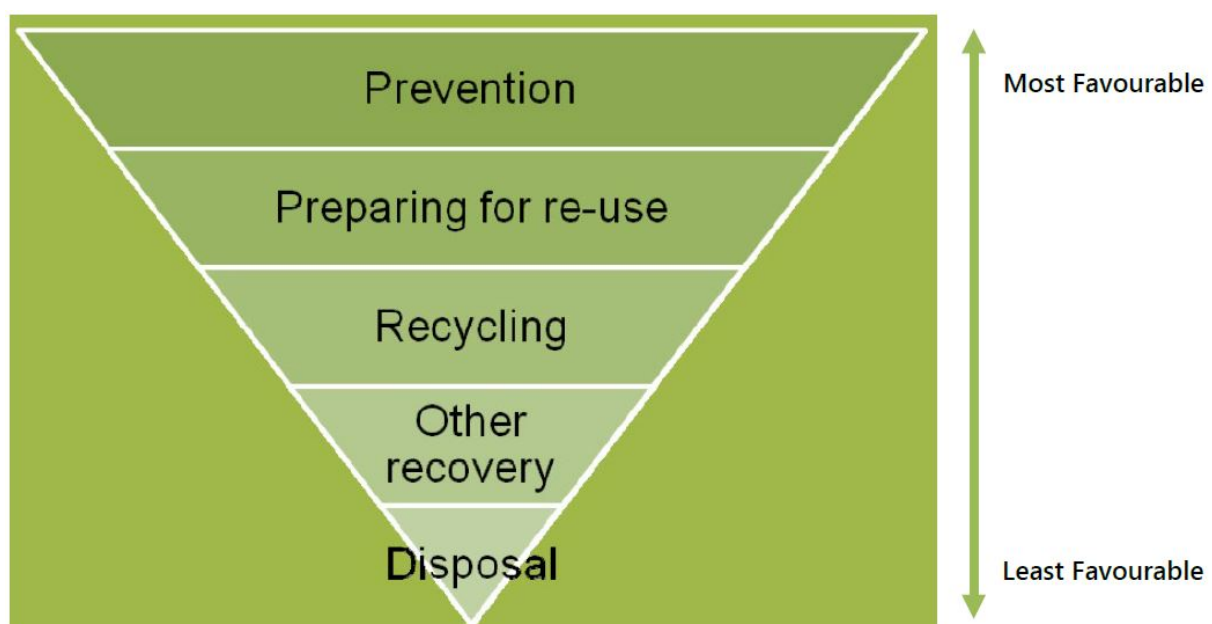 Prevention
Most Favourable
Preparing for re-use
Recycling
Other
recovery
Disposal
Least Favourable